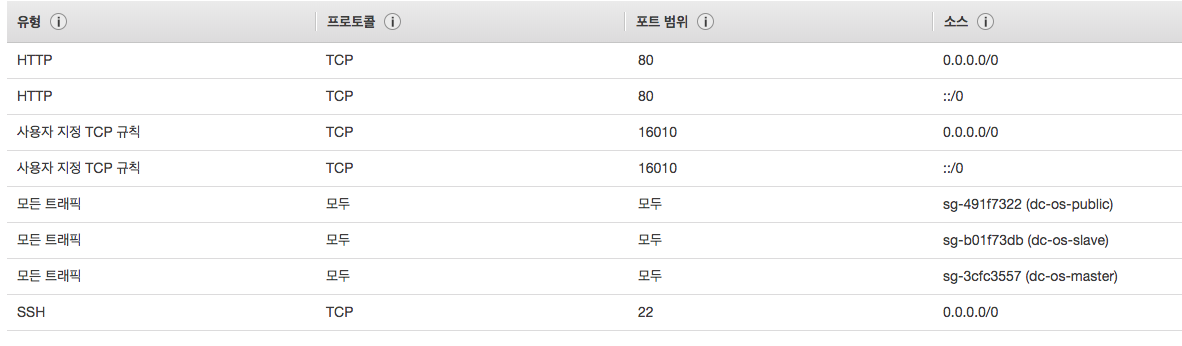 유형 프로토콜 포트 범위 소스
HTTP TCP 80 0.0.0.0/0
HTTP TCP 80 ::/0
사용자 지정 TCP 규칙 TCP 16010 0.0.0.0/0
사용자 지정 TCP 규칙 TCP 16010 ::/0
모든 트래픽 모두 모두 sg-491f7322 (dc-os-public)
모든 트래픽 모두 모두 sg-b01f73db (dc-os-slave)
모든 트래픽 모두 모두 sg-3cfc3557 (dc-os-master)
SSH TCP 22 0.0.0.0/0